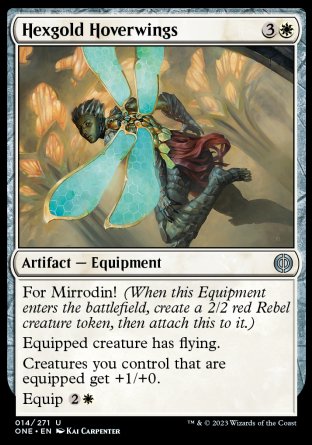 Hexgold Hoverwings 3
Artifact — Equipment
For Mirrodin! (When this Equipment
enters the battlefield, create a 2/2 red Rebel
creature token, then attach this to it.)
Equipped creature has flying.
Creatures you control that are
equipped get +1/+0.
Equip 2
014/271 U
ONE • EN Kai Carpenter
™ & © 2023 Wizards of the Coast